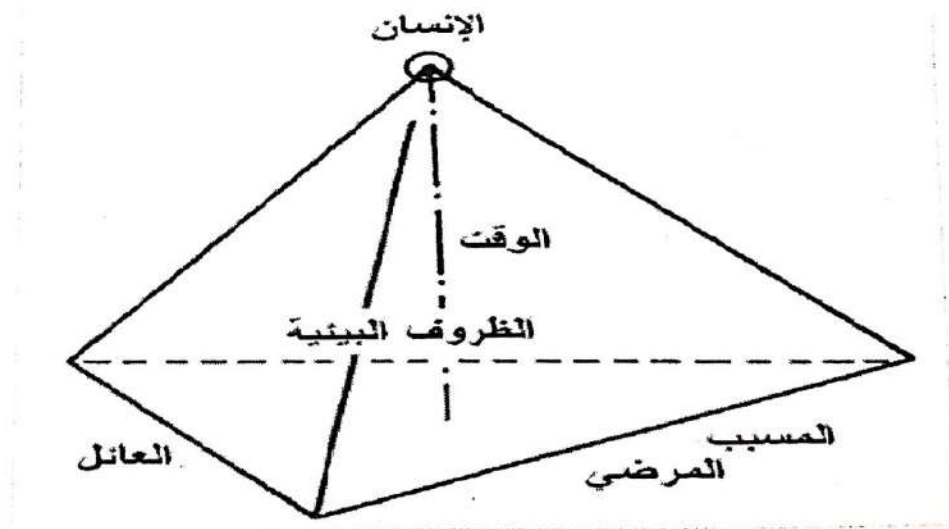 الإنسان
الوقت
الظروف البيئية
المسبب
المرضي
العائل